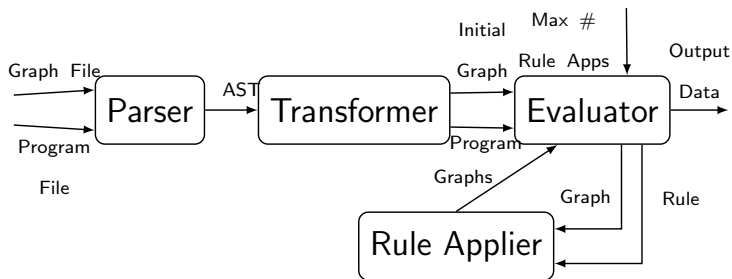 Initial
Max #
Output
Graph File
Graph
Rule Apps
AST
Data
Parser
Transformer
Evaluator
Program
File
Program
Graphs
Graph
Rule
Rule Applier